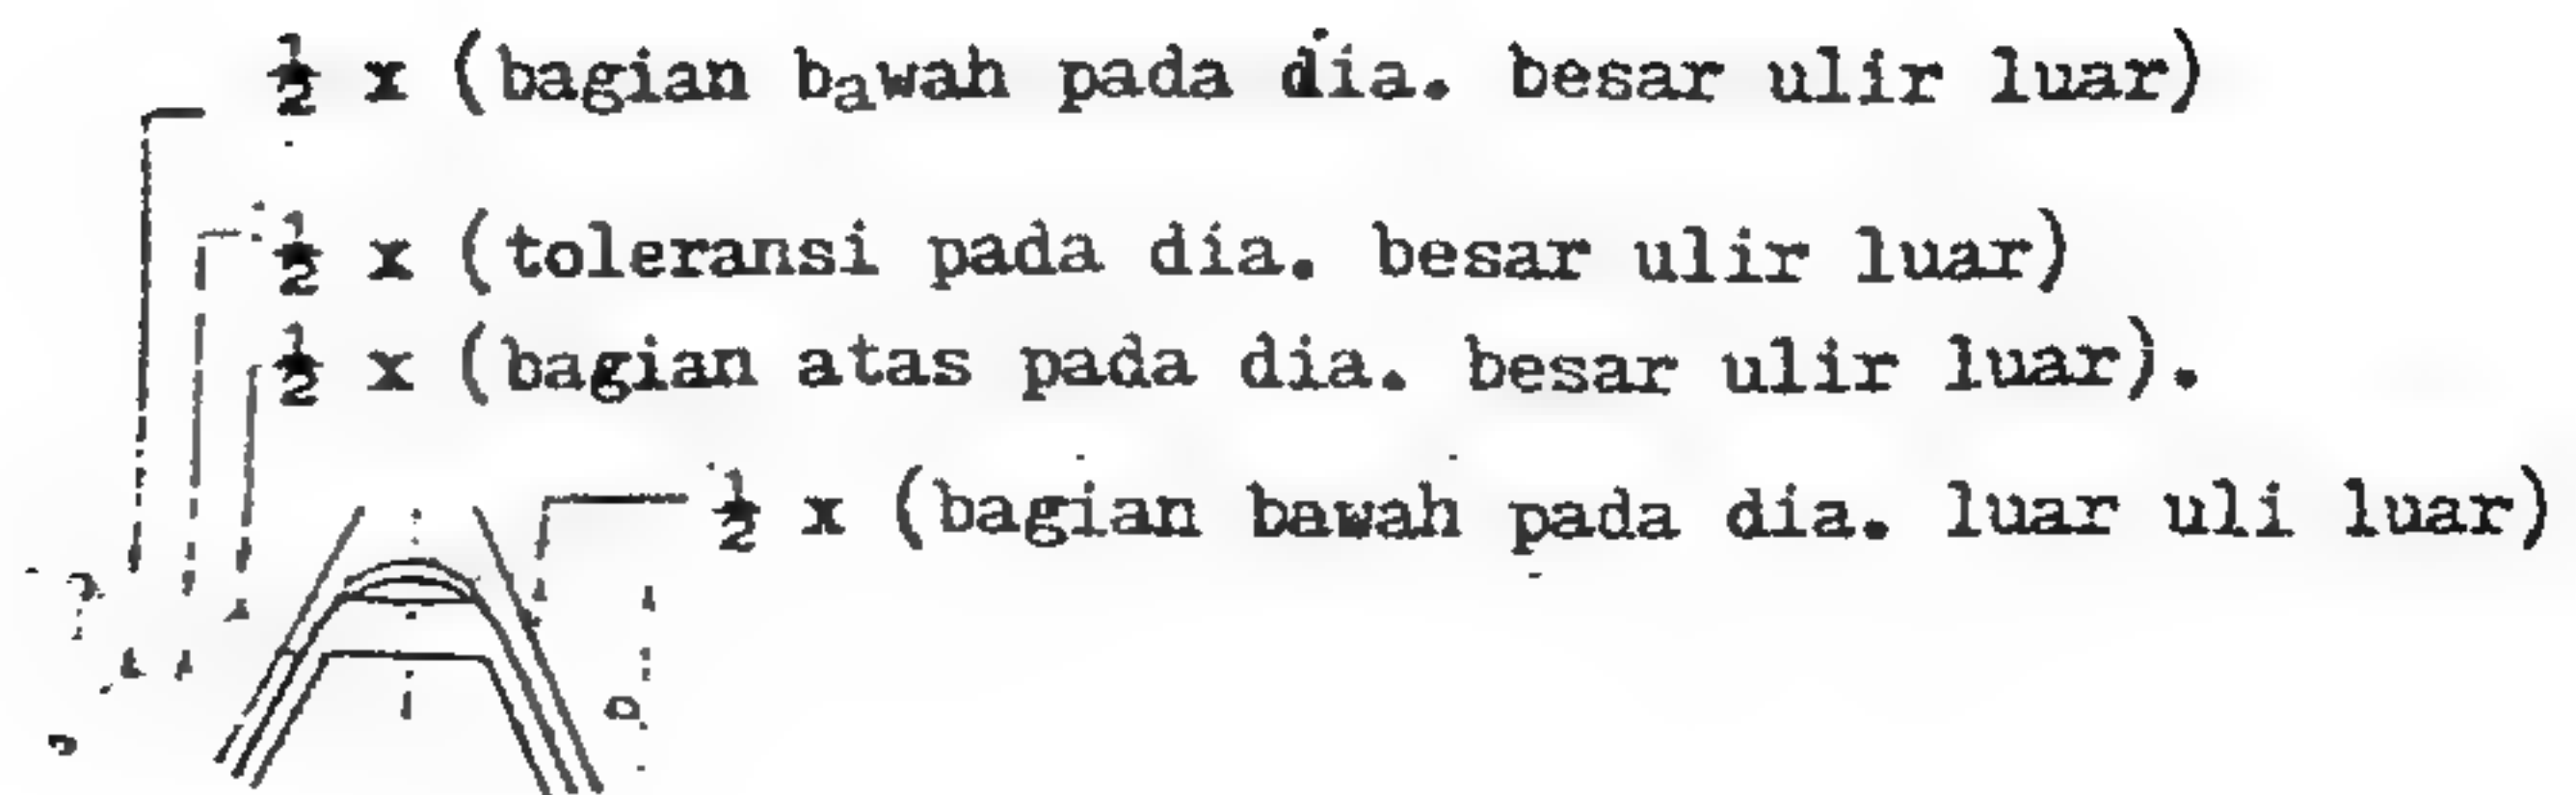 ½ x (bagian bawah pada dia. besar ulir luar)
½ x (toleransi pada dia. besar ulir luar)
½ x (bagian atas pada dia. besar ulir luar).
½ x (bagian bawah pada dia. luar uli luar)